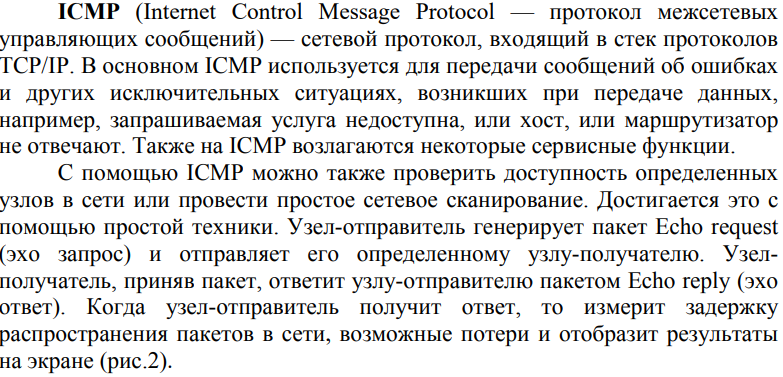 ICMP (Internet Control Message Protocol — протокол межсетевых
управляющих сообщений) — сетевой протокол, входящий в стек протоколов
TCP/IP. В основном ICMP используется для передачи сообщений об ошибках
и других исключительных ситуациях, возникших при передаче данных,
например, запрашиваемая услуга недоступна, или хост, или маршрутизатор
не отвечают. Также на ICMP возлагаются некоторые сервисные функции.
С помощью ICMP можно также проверить доступность определенных
узлов в сети или провести простое сетевое сканирование. Достигается это с
помощью простой техники. Узел-отправитель генерирует пакет Echo request
(эхо запрос) и отправляет его определенному узлу-получателю. Узел-
получатель, приняв пакет, ответит узлу-отправителю пакетом Echo reply (эхо
ответ). Когда узел-отправитель получит ответ, то измерит задержку
распространения пакетов в сети, возможные потери и отобразит результаты
на экране (рис.2).